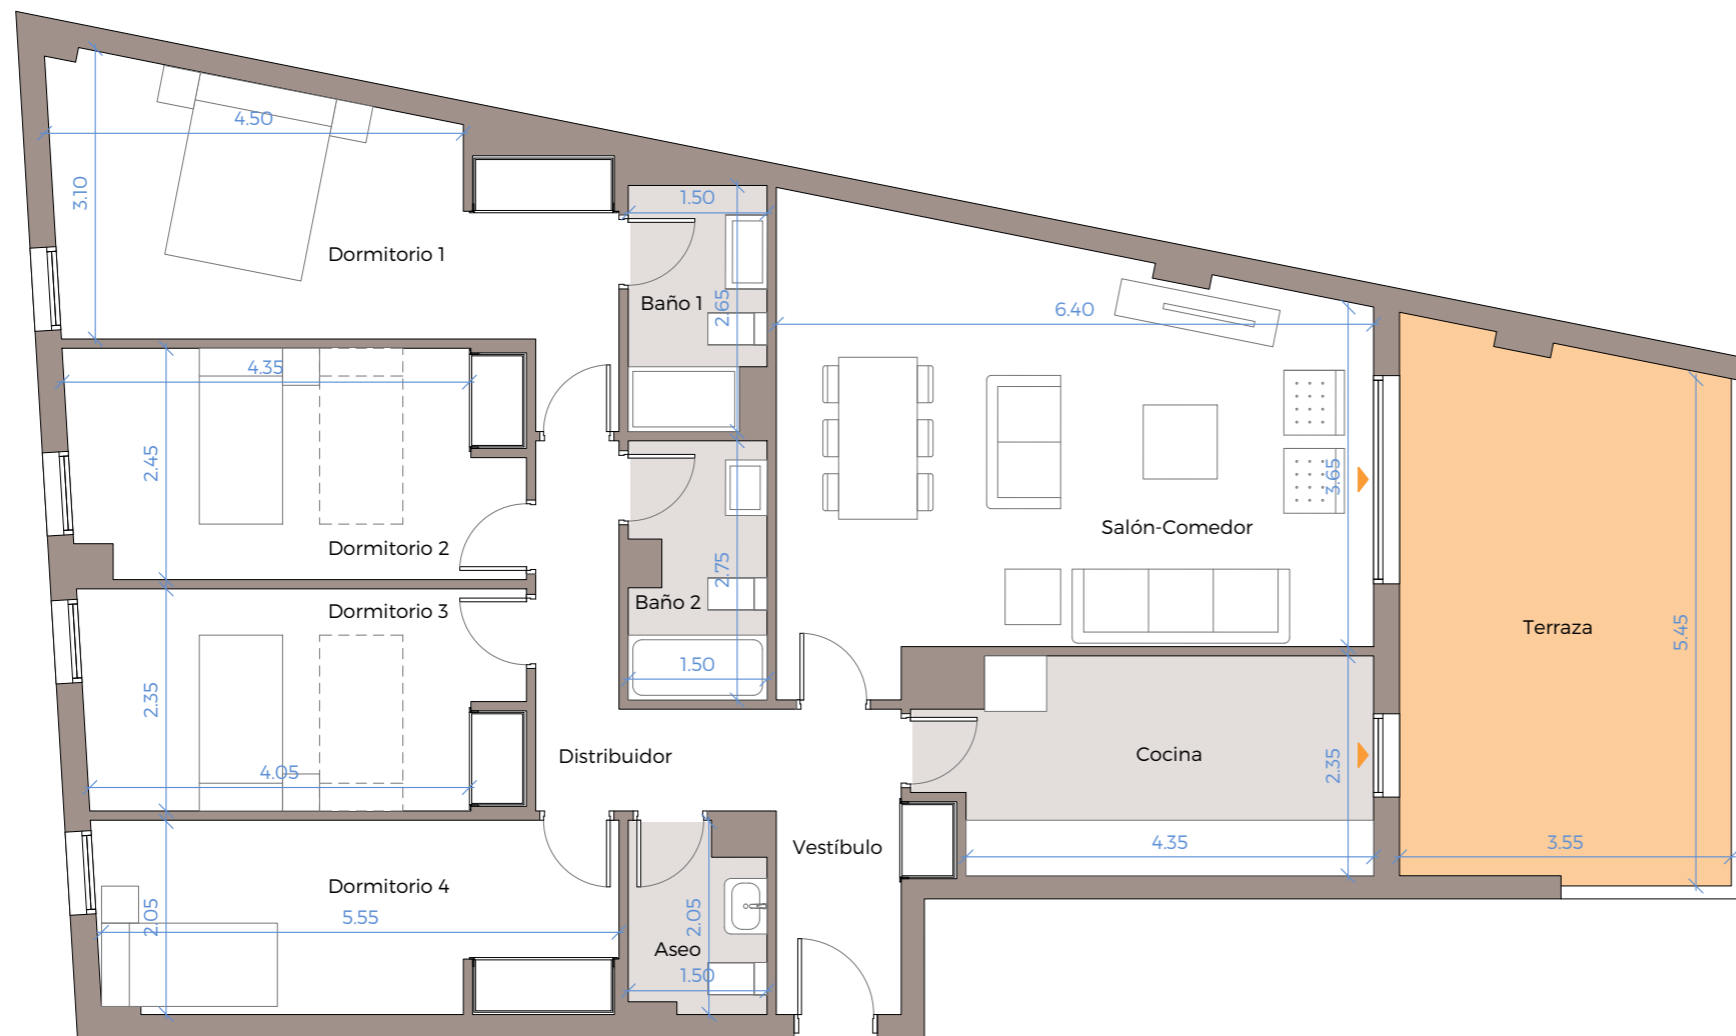 4.50
3.10
Dormitorio 1
1.50
Baño 1
2.65
6.40
4.35
2.45
Dormitorio 2
3.65
Salón-Comedor
2.75
Baño 2
1.50
Dormitorio 3
2.35
4.05
Terraza
5.45
Distribuidor
Cocina
2.35
4.35
3.55
Vestíbulo
Dormitorio 4
5.55
2.05
2.05
Aseo
1.50